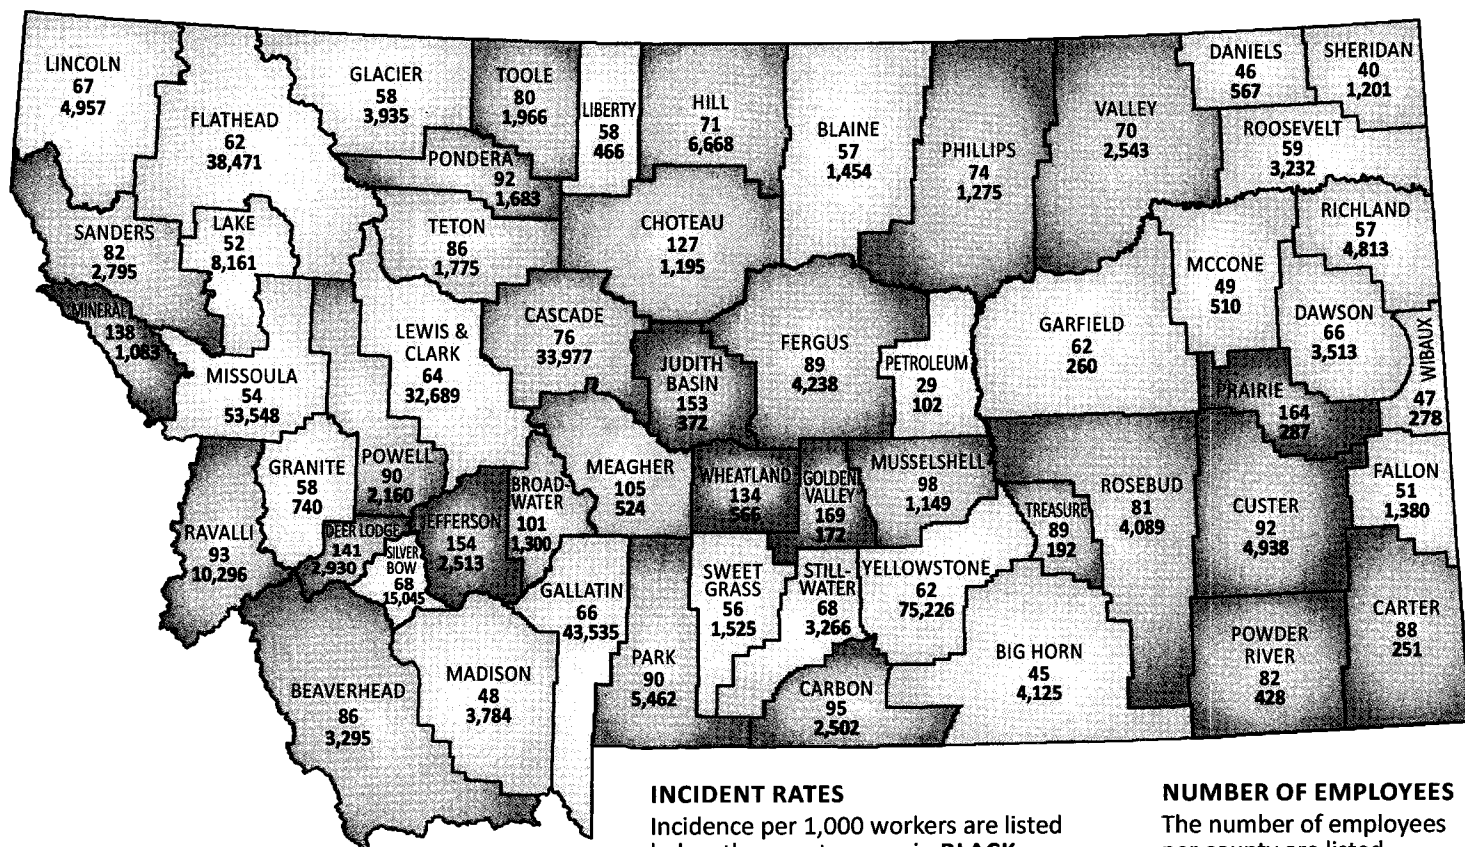 LINCOLN
67
4,957
FLATHEAD
62
38,471
GLACIER
58
3,935
TOOLE
80
1,966
LIBERTY
58
466
HILL
71
6,668
BLAINE
57
1,454
PHILLIPS
74
1,275
VALLEY
70
2,543
DANIELS
46
567
SHERIDAN
40
1,201
ROOSEVELT
59
3,232
PONDERA
92
1,683
SANDERS
82
2,795
LAKE
52
8,161
TETON
86
1,775
CHOTEAU
127
1,195
RICHLAND
57
4,813
MCCONE
49
510
MINERAL
138
1,083
MISSOULA
54
53,548
LEWIS &
CLARK
64
32,689
CASCADE
76
33,977
JUDITH
BASIN
153
372
FERGUS
89
4,238
PETROLEUM
29
102
GARFIELD
62
260
DAWSON
66
3,513
WIBAUX
47
278
PRAIRIE
164
287
GRANITE
58
740
POWELL
90
2,160
BROAD-
WATER
101
1,300
MEAGHER
105
524
WHEATLAND
134
566
GOLDEN
VALLEY
169
172
MUSSELSHELL
98
1,149
TREASURE
89
192
ROSEBUD
81
4,089
CUSTER
92
4,938
FALLON
51
1,380
RAVALLI
93
10,296
DEER LODGE
141
2,930
SILVER
BOW
68
15,045
JEFFERSON
154
2,513
GALLATIN
66
43,535
SWEET
GRASS
56
1,525
STILL-
WATER
68
3,266
YELLOWSTONE
62
75,226
BEAVERHEAD
86
3,295
MADISON
48
3,784
PARK
90
5,462
CARBON
95
2,502
BIG HORN
45
4,125
POWDER
RIVER
82
428
CARTER
88
251
INCIDENT RATES
Incidence per 1,000 workers are listed
below the county name in BLACK
NUMBER OF EMPLOYEES
The number of employees
per county are listed